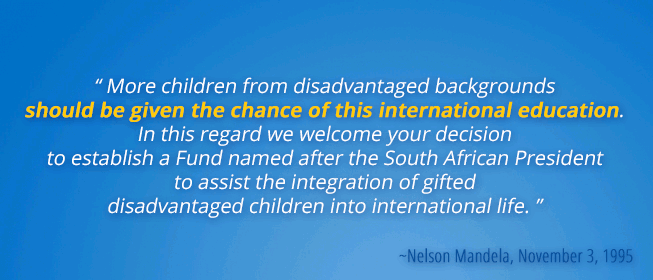 “ More children from disadvantaged backgrounds
should be given the chance of this international education.
In this regard we welcome your decision
to establish a Fund named after the South African President
to assist the integration of gifted
disadvantaged children into international life. ”
~Nelson Mandela, November 3, 1995